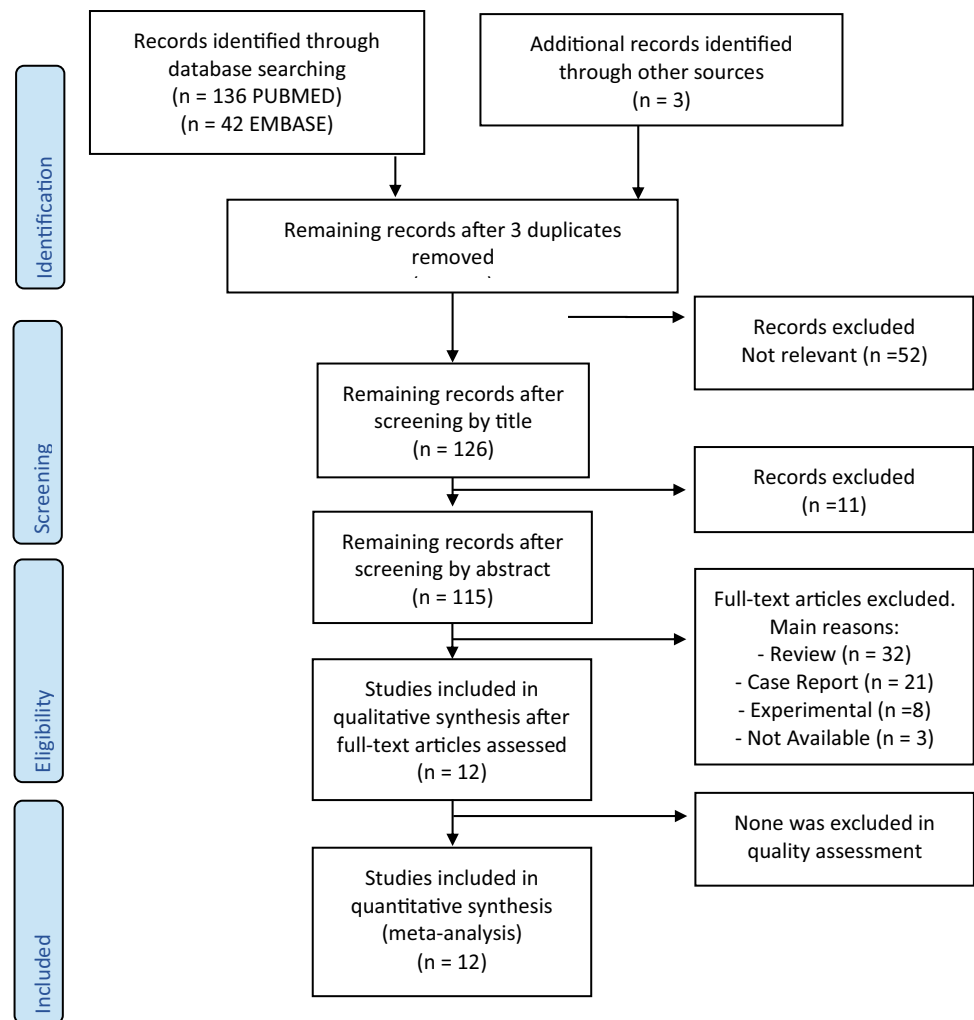 Records identified through
database searching
(n = 136 PUBMED)
(n = 42 EMBASE)
Additional records identified
through other sources
(n = 3)
Identification
Remaining records after 3 duplicates
removed
Records excluded
Not relevant (n =52)
Screening
Remaining records after
screening by title
(n = 126)
Records excluded
(n =11)
Remaining records after
screening by abstract
(n = 115)
Eligibility
Full-text articles excluded.
Main reasons:
- Review (n = 32)
- Case Report (n = 21)
- Experimental (n =8)
- Not Available (n = 3)
Studies included in
qualitative synthesis after
full-text articles assessed
(n = 12)
None was excluded in
quality assessment
Included
Studies included in
quantitative synthesis
(meta-analysis)
(n = 12)